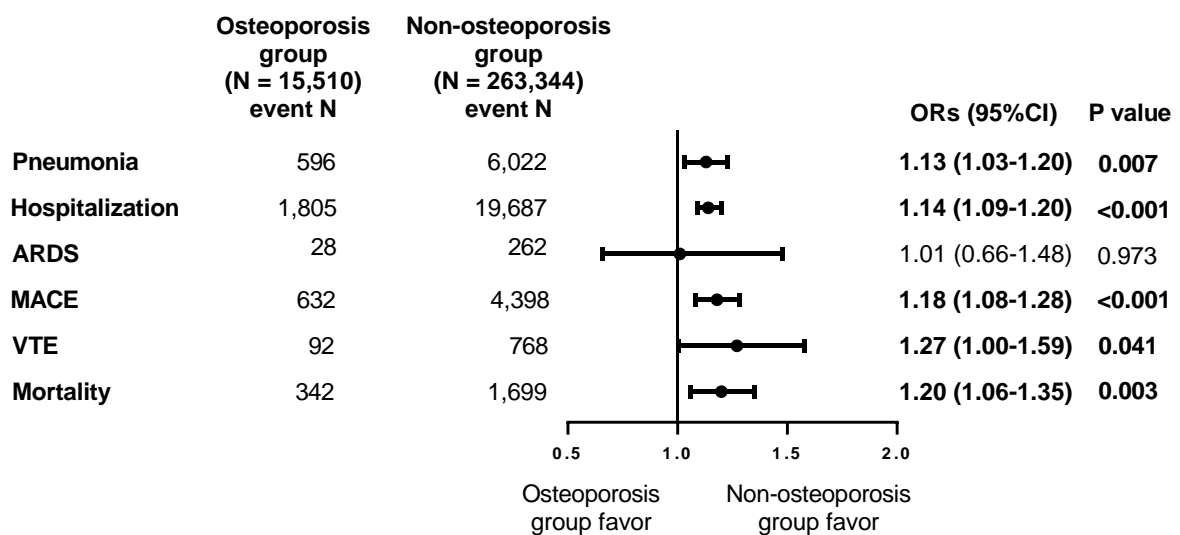 Osteoporosis group (N = 15,510) event N
Non-osteoporosis group (N = 263,344) event N
ORs (95%CI) P value
Pneumonia 596 6,022 1.13 (1.03-1.20) 0.007
Hospitalization 1,805 19,687 1.14 (1.09-1.20) <0.001
ARDS 28 262 1.01 (0.66-1.48) 0.973
MACE 632 4,398 1.18 (1.08-1.28) <0.001
VTE 92 768 1.27 (1.00-1.59) 0.041
Mortality 342 1,699 1.20 (1.06-1.35) 0.003
0.5 1.0 1.5 2.0
Osteoporosis group favor
Non-osteoporosis group favor